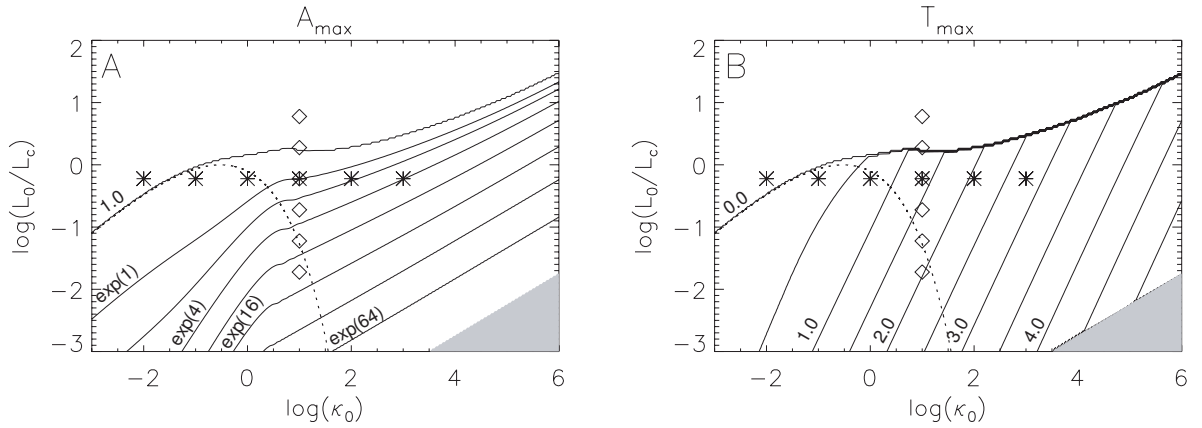 A_max
T_max
A
B
2
1
0
−1
−2
−3
log(L_0/L_c)
1.0
exp(1)
exp(4)
exp(16)
exp(64)
−2
0
2
4
6
log(κ_0)
2
1
0
−1
−2
−3
log(L_0/L_c)
0.0
1.0
2.0
3.0
4.0
−2
0
2
4
6
log(κ_0)